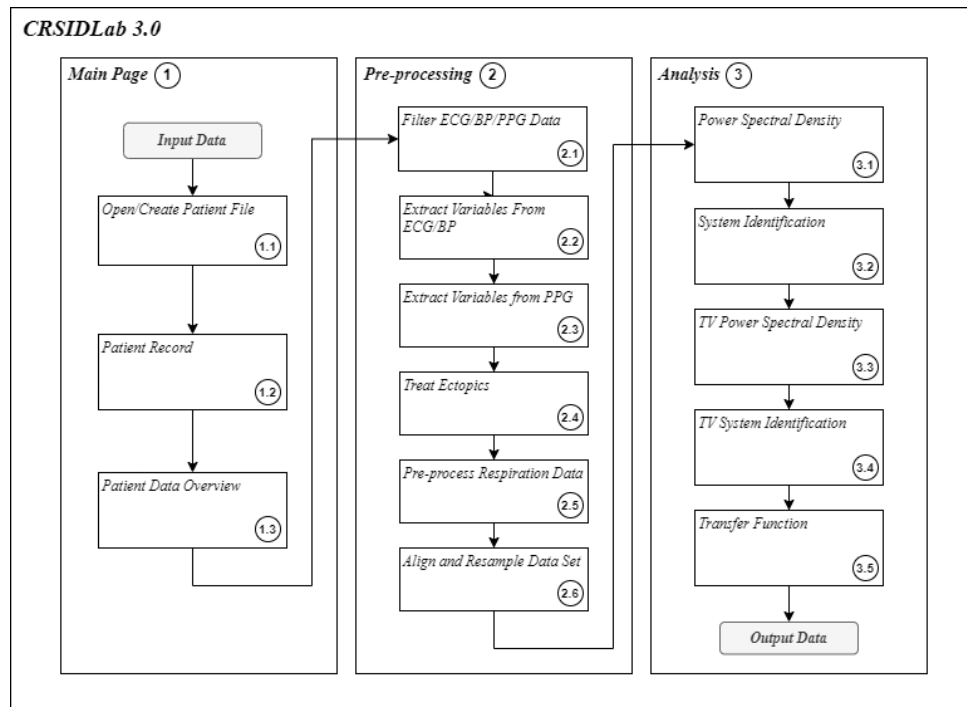 CRSIDLab 3.0
Main Page 1
Input Data
Open/Create Patient File
1.1
Patient Record
1.2
Patient Data Overview
1.3
Pre-processing 2
Filter ECG/BP/PPG Data
2.1
Extract Variables From
ECG/BP
2.2
Extract Variables from PPG
2.3
Treat Ectopics
2.4
Pre-process Respiration Data
2.5
Align and Resample Data Set
2.6
Analysis 3
Power Spectral Density
3.1
System Identification
3.2
TV Power Spectral Density
3.3
TV System Identification
3.4
Transfer Function
3.5
Output Data